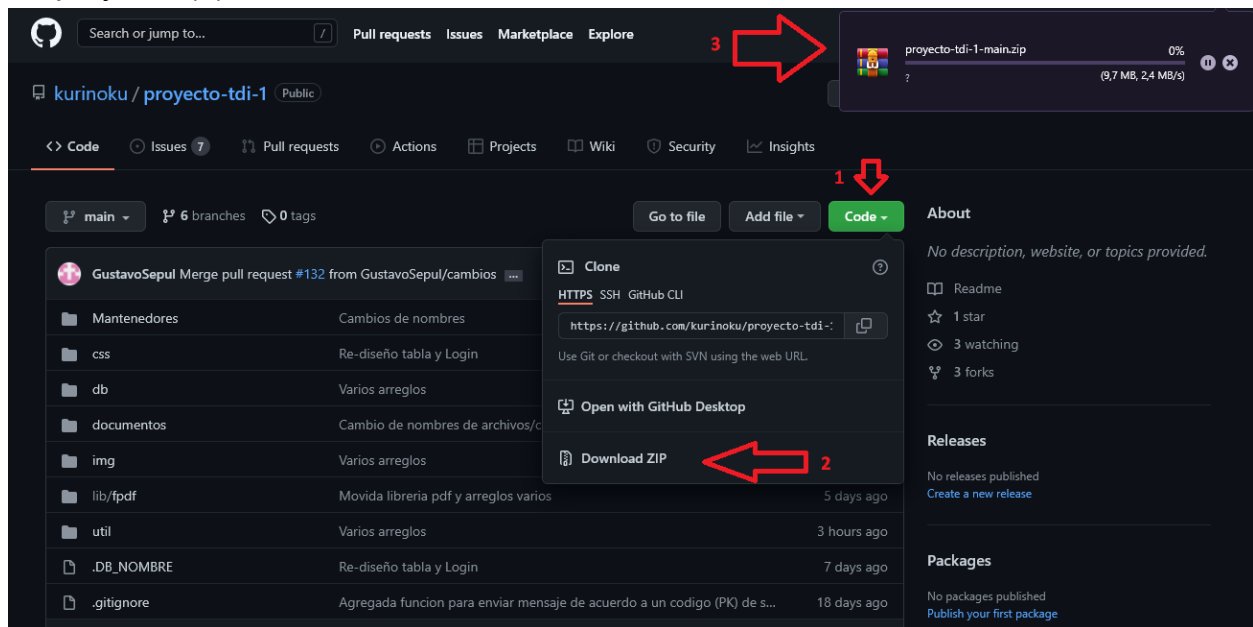 Search or jump to... /
Pull requests Issues Marketplace Explore
3
proyecto-tdi-1-main.zip 0%
? (9,7 MB, 2,4 MB/s)
kurinoku / proyecto-tdi-1 Public
<> Code Issues 7 Pull requests Actions Projects Wiki Security Insights
1
main 6 branches 0 tags Go to file Add file Code
GustavoSepul Merge pull request #132 from GustavoSepul/cambios ...
Mantenedores Cambios de nombres
css Re-diseño tabla y Login
db Varios arreglos
documentos Cambio de nombres de archivos/c
img Varios arreglos
lib/fpdf Movida libreria pdf y arreglos varios 5 days ago
util Varios arreglos 3 hours ago
.DB_NOMBRE Re-diseño tabla y Login 7 days ago
.gitignore Agregada funcion para enviar mensaje de acuerdo a un codigo (PK) de s... 18 days ago
Clone ?
HTTPS SSH GitHub CLI
https://github.com/kurinoku/proyecto-tdi-
Use Git or checkout with SVN using the web URL.
Open with GitHub Desktop
Download ZIP
2
About
No description, website, or topics provided.
Readme
1 star
3 watching
3 forks
Releases
No releases published
Create a new release
Packages
No packages published
Publish your first package